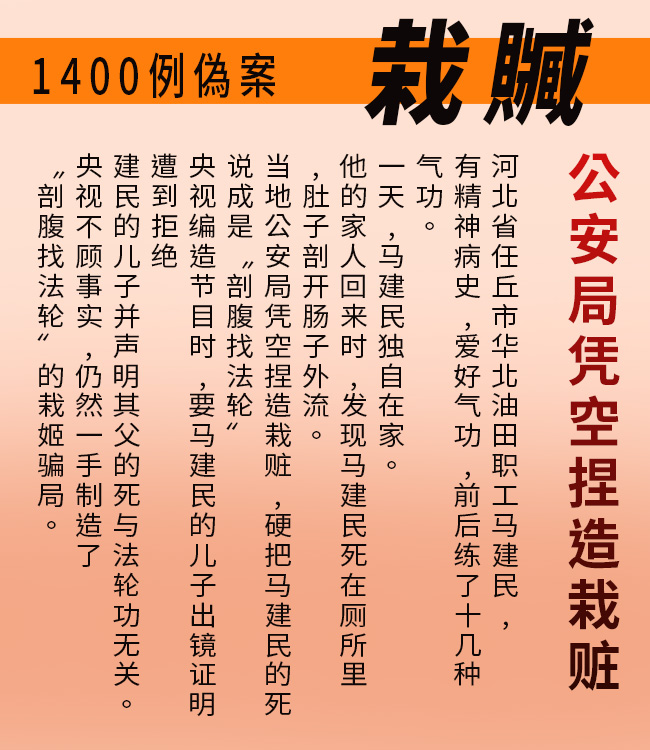 1400例偽案
栽贓
公安局凭空捏造栽赃
河北省任丘市华北油田职工马建民，
有精神病史，爱好气功，前后练了十几种
气功。
一天，马建民独自在家。
他的家人回来时，发现马建民死在厕所里
，肚子剖开肠子外流。
当地公安局凭空捏造栽赃，硬把马建民的死
说成是〝剖腹找法轮〞
央视编造节目时，要马建民的儿子出镜证明
遭到拒绝
建民的儿子并声明其父的死与法轮功无关。
央视不顾事实，仍然一手制造了
〝剖腹找法轮〞的栽姬骗局。